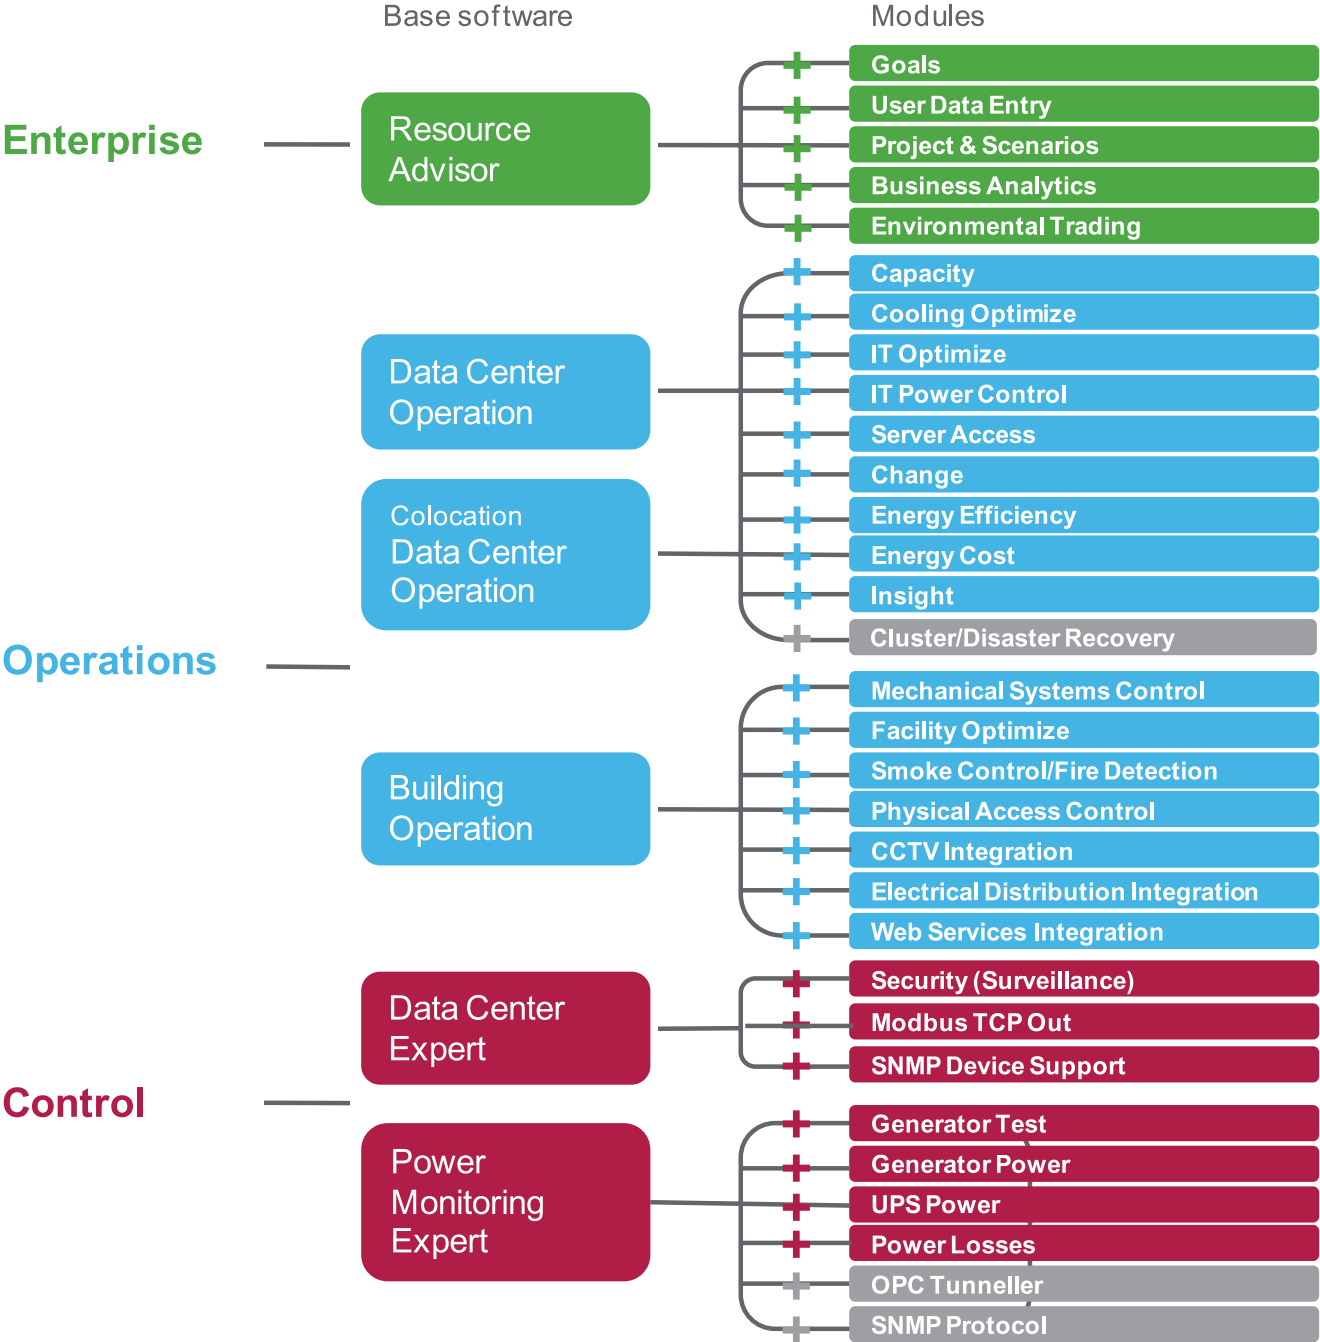 Base software
Modules
Enterprise
Resource
Advisor
Goals
User Data Entry
Project & Scenarios
Business Analytics
Environmental Trading
Operations
Data Center
Operation
Colocation
Data Center
Operation
Capacity
Cooling Optimize
IT Optimize
IT Power Control
Server Access
Change
Energy Efficiency
Energy Cost
Insight
Cluster/Disaster Recovery
Building
Operation
Mechanical Systems Control
Facility Optimize
Smoke Control/Fire Detection
Physical Access Control
CCTV Integration
Electrical Distribution Integration
Web Services Integration
Control
Data Center
Expert
Security (Surveillance)
Modbus TCP Out
SNMP Device Support
Power
Monitoring
Expert
Generator Test
Generator Power
UPS Power
Power Losses
OPC Tunneller
SNMP Protocol